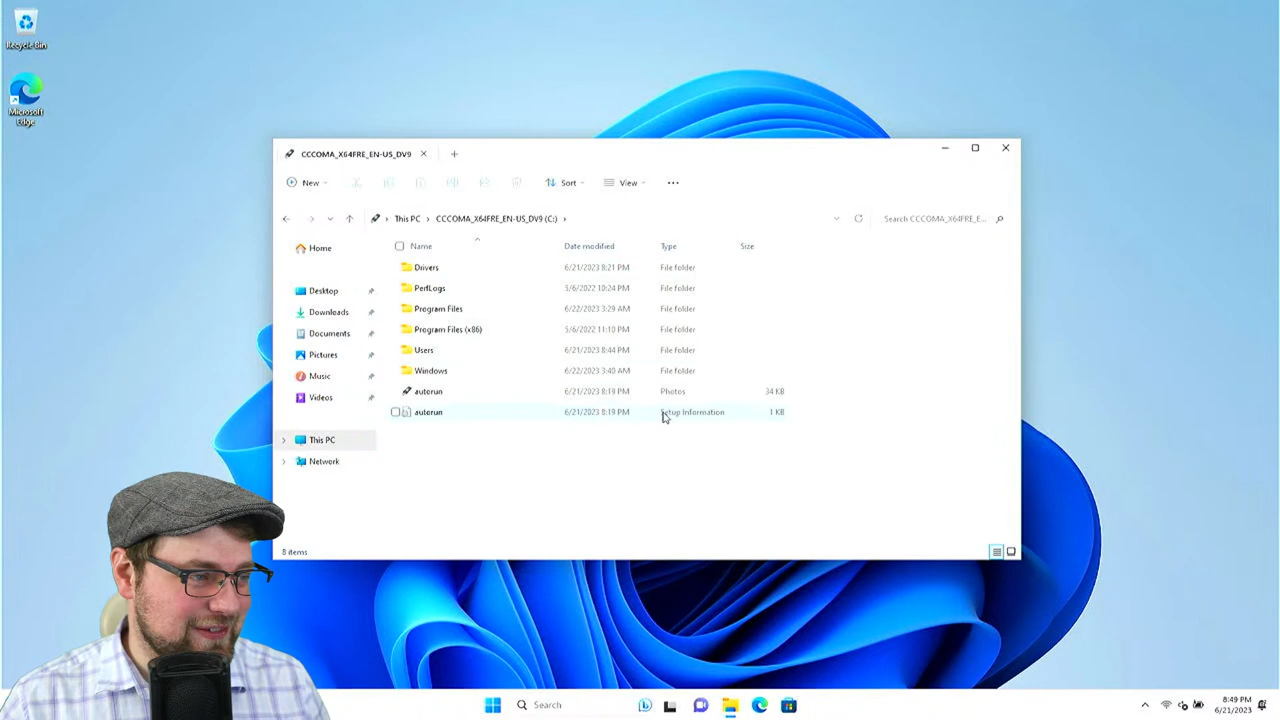 Recycle Bin
Microsoft
Edge
CCCOMA_X64FRE_EN-US_DV9
New
Sort
View
This PC
CCCOMA_X64FRE_EN-US_DV9 (C:)
Search CCCOMA_X64FRE_E...
Home
Desktop
Downloads
Documents
Pictures
Music
Videos
This PC
Network
Name Date modified Type Size
Drivers 6/21/2023 8:21 PM File folder
PerfLogs 5/6/2022 10:24 PM File folder
Program Files 6/22/2023 3:29 AM File folder
Program Files (x86) 5/6/2022 11:10 PM File folder
Users 6/21/2023 8:44 PM File folder
Windows 6/22/2023 3:40 AM File folder
autorun 6/21/2023 8:19 PM Photos 34 KB
autorun 6/21/2023 8:19 PM Setup Information 1 KB
8 items
Search
8:49 PM
6/21/2023